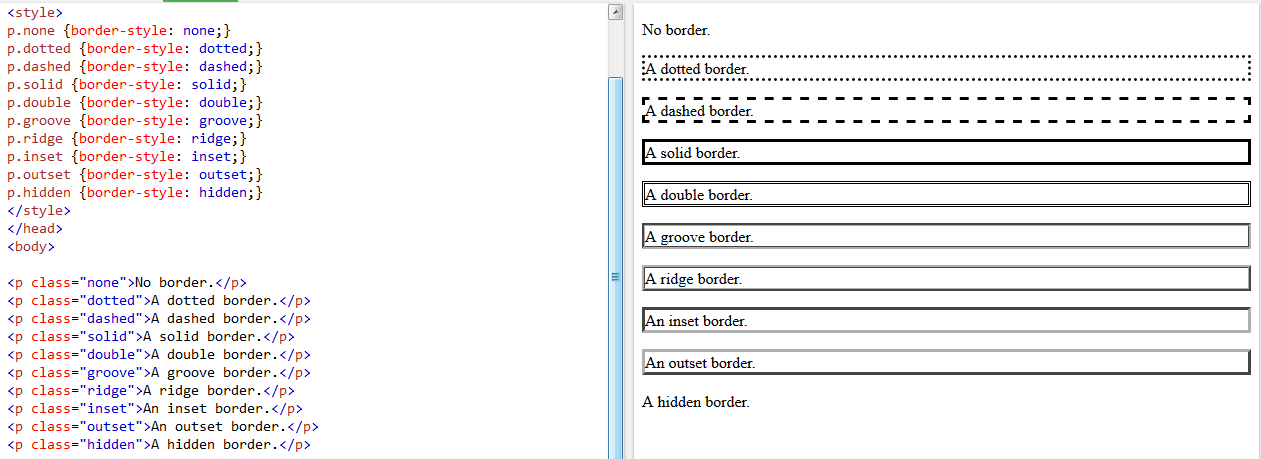 <style>
p.none {border-style: none;}
p.dotted {border-style: dotted;}
p.dashed {border-style: dashed;}
p.solid {border-style: solid;}
p.double {border-style: double;}
p.groove {border-style: groove;}
p.ridge {border-style: ridge;}
p.inset {border-style: inset;}
p.outset {border-style: outset;}
p.hidden {border-style: hidden;}
</style>
</head>
<body>
<p class="none">No border.</p>
<p class="dotted">A dotted border.</p>
<p class="dashed">A dashed border.</p>
<p class="solid">A solid border.</p>
<p class="double">A double border.</p>
<p class="groove">A groove border.</p>
<p class="ridge">A ridge border.</p>
<p class="inset">An inset border.</p>
<p class="outset">An outset border.</p>
<p class="hidden">A hidden border.</p>
No border.
A dotted border.
A dashed border.
A solid border.
A double border.
A groove border.
A ridge border.
An inset border.
An outset border.
A hidden border.